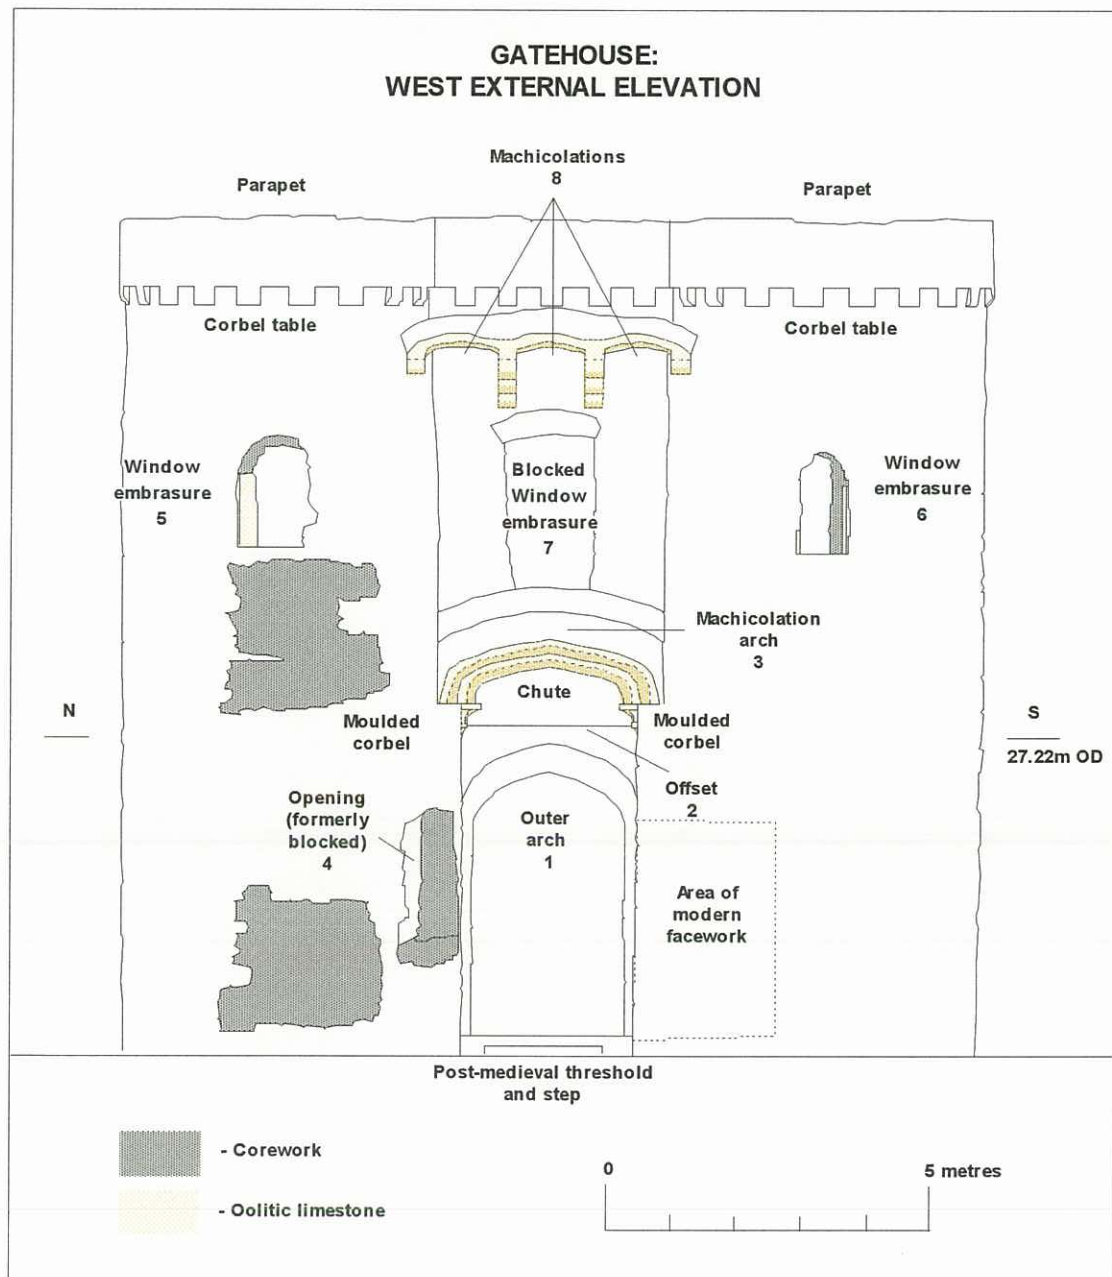 GATEHOUSE:
WEST EXTERNAL ELEVATION
Machicolations
8
Parapet
Parapet
Corbel table
Corbel table
Window
embrasure
5
Blocked
Window
embrasure
7
Window
embrasure
6
Machicolation
arch
3
Chute
N
Moulded
corbel
Moulded
corbel
S
27.22m OD
Offset
2
Opening
(formerly
blocked)
4
Outer
arch
1
Area of
modern
facework
Post-medieval threshold
and step
- Corework
- Oolitic limestone
0
5 metres